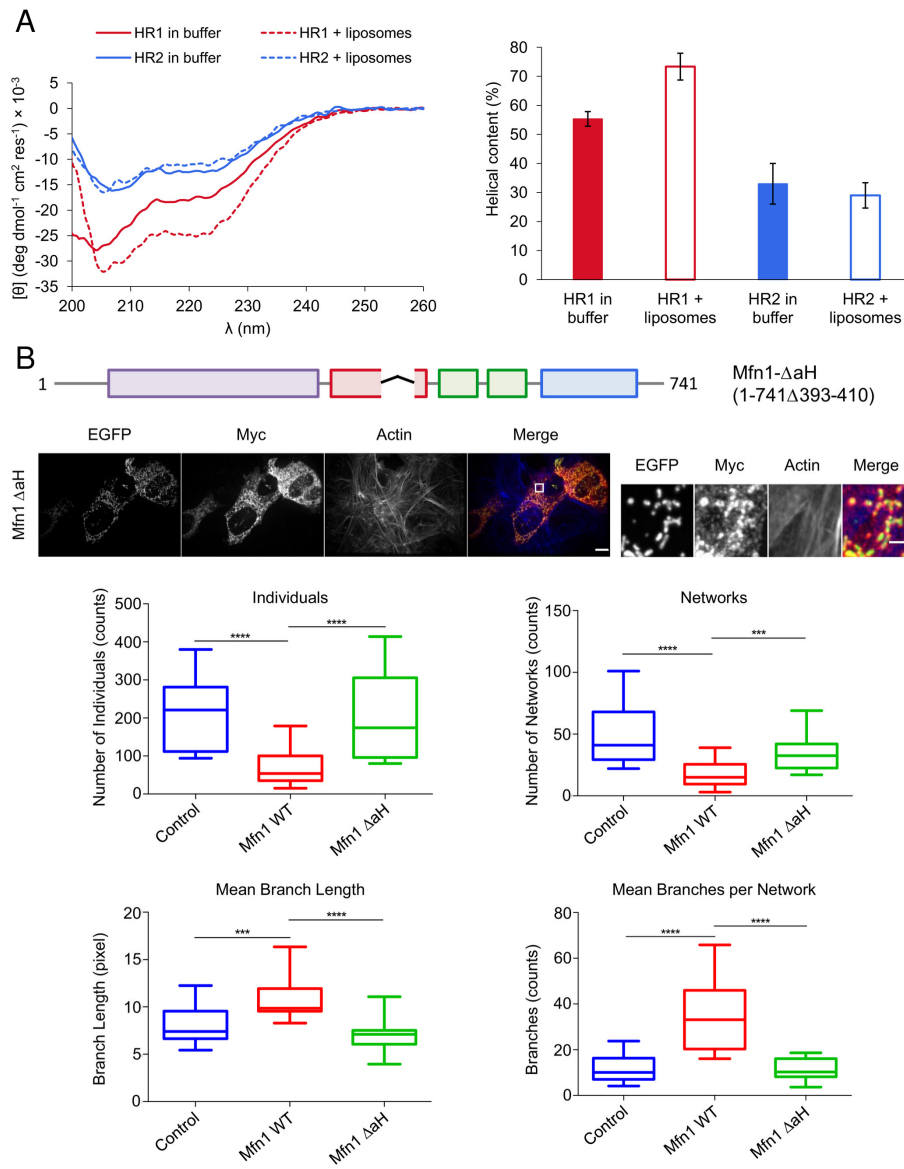 A
HR1 in buffer
HR1 + liposomes
HR2 in buffer
HR2 + liposomes
[θ] (deg dmol⁻¹ cm² res⁻¹) × 10⁻³
5
0
-5
-10
-15
-20
-25
-30
-35
200
210
220
230
240
250
260
λ (nm)
Helical content (%)
80
70
60
50
40
30
20
10
0
HR1 in
buffer
HR1 +
liposomes
HR2 in
buffer
HR2 +
liposomes
B
1
741
Mfn1-ΔaH
(1-741Δ393-410)
EGFP
Myc
Actin
Merge
Mfn1 ΔaH
EGFP
Myc
Actin
Merge
Individuals
Number of Individuals (counts)
500
400
300
200
100
0
****
****
Control
Mfn1 WT
Mfn1 ΔaH
Networks
Number of Networks (counts)
150
100
50
0
****
***
Control
Mfn1 WT
Mfn1 ΔaH
Mean Branch Length
Branch Length (pixel)
20
15
10
5
0
***
****
Control
Mfn1 WT
Mfn1 ΔaH
Mean Branches per Network
Branches (counts)
80
60
40
20
0
****
****
Control
Mfn1 WT
Mfn1 ΔaH